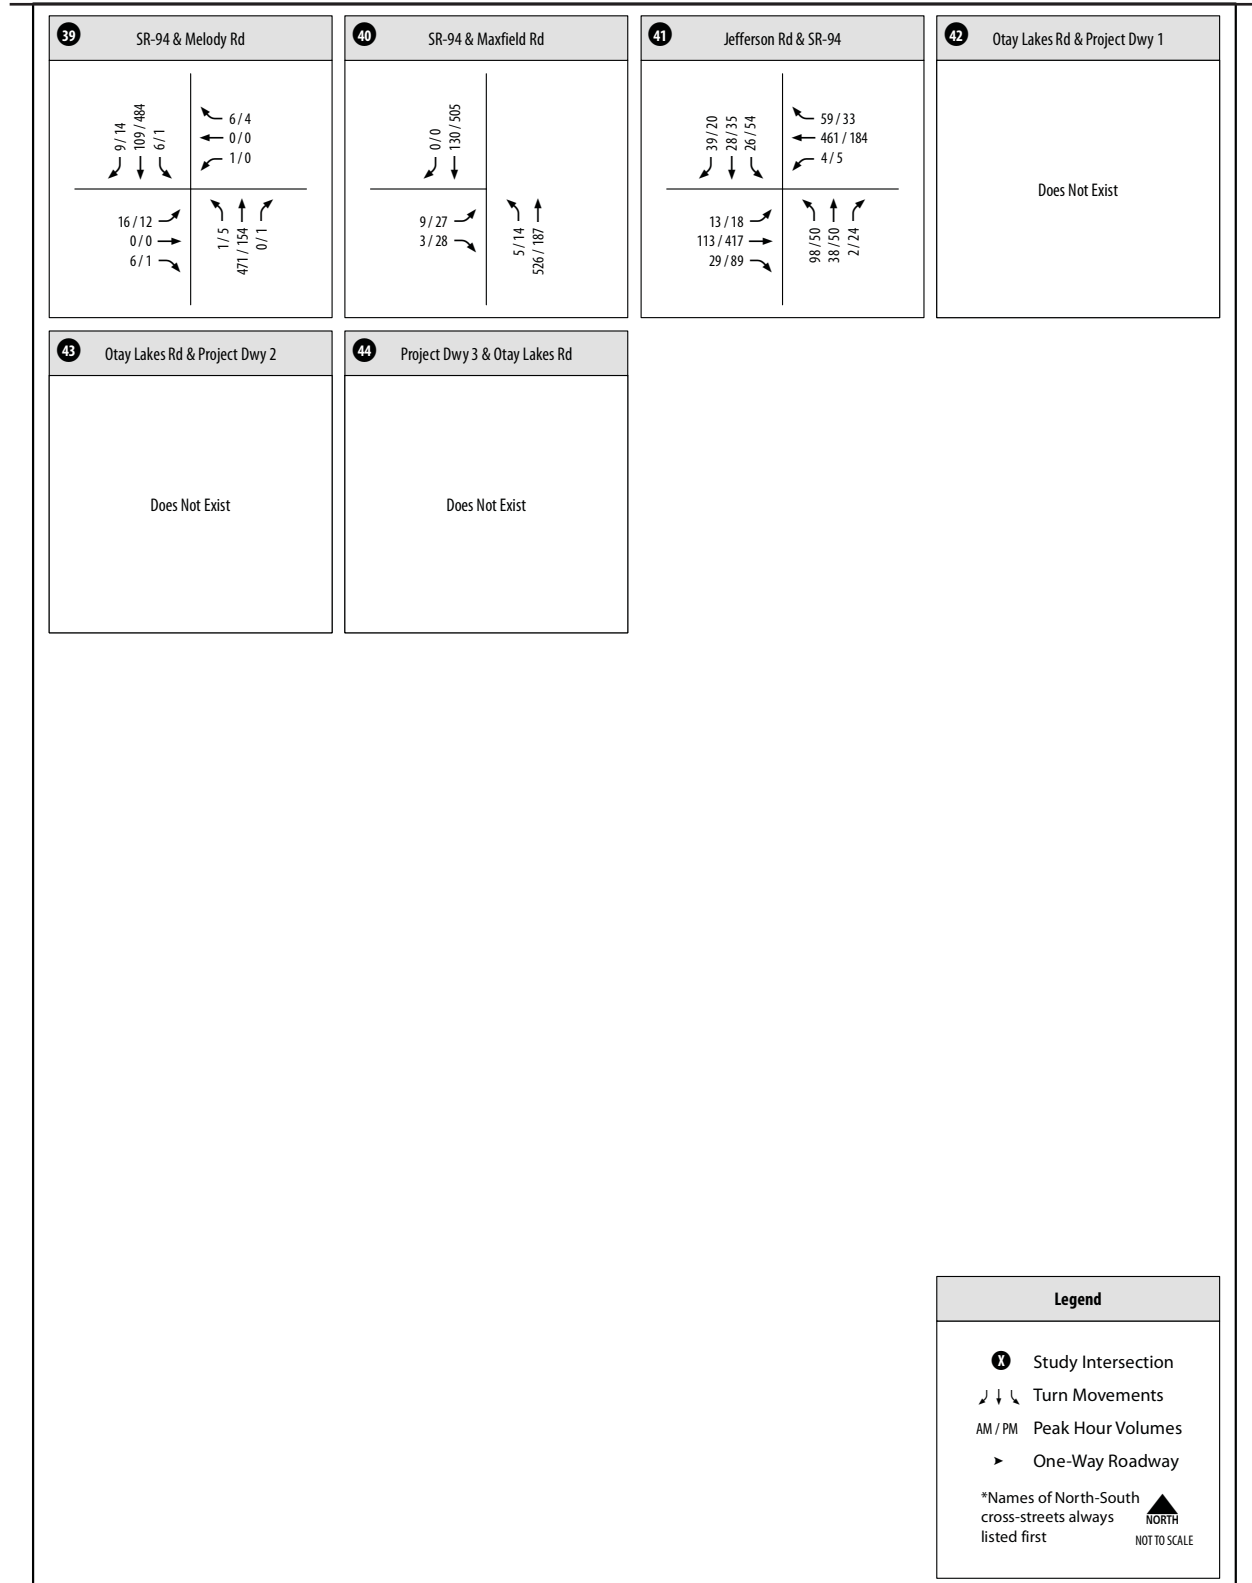 39 SR-94 & Melody Rd
9 / 14
109 / 484
6 / 1
6 / 4
0 / 0
1 / 0
16 / 12
0 / 0
6 / 1
1 / 5
471 / 154
0 / 1
40 SR-94 & Maxfield Rd
0 / 0
130 / 505
9 / 27
3 / 28
5 / 14
526 / 187
41 Jefferson Rd & SR-94
39 / 20
28 / 35
26 / 54
59 / 33
461 / 184
4 / 5
13 / 18
113 / 417
29 / 89
98 / 50
38 / 50
2 / 24
42 Otay Lakes Rd & Project Dwy 1
Does Not Exist
43 Otay Lakes Rd & Project Dwy 2
Does Not Exist
44 Project Dwy 3 & Otay Lakes Rd
Does Not Exist
Legend
X Study Intersection
Turn Movements
AM / PM Peak Hour Volumes
One-Way Roadway
*Names of North-South
cross-streets always
listed first
NORTH
NOT TO SCALE